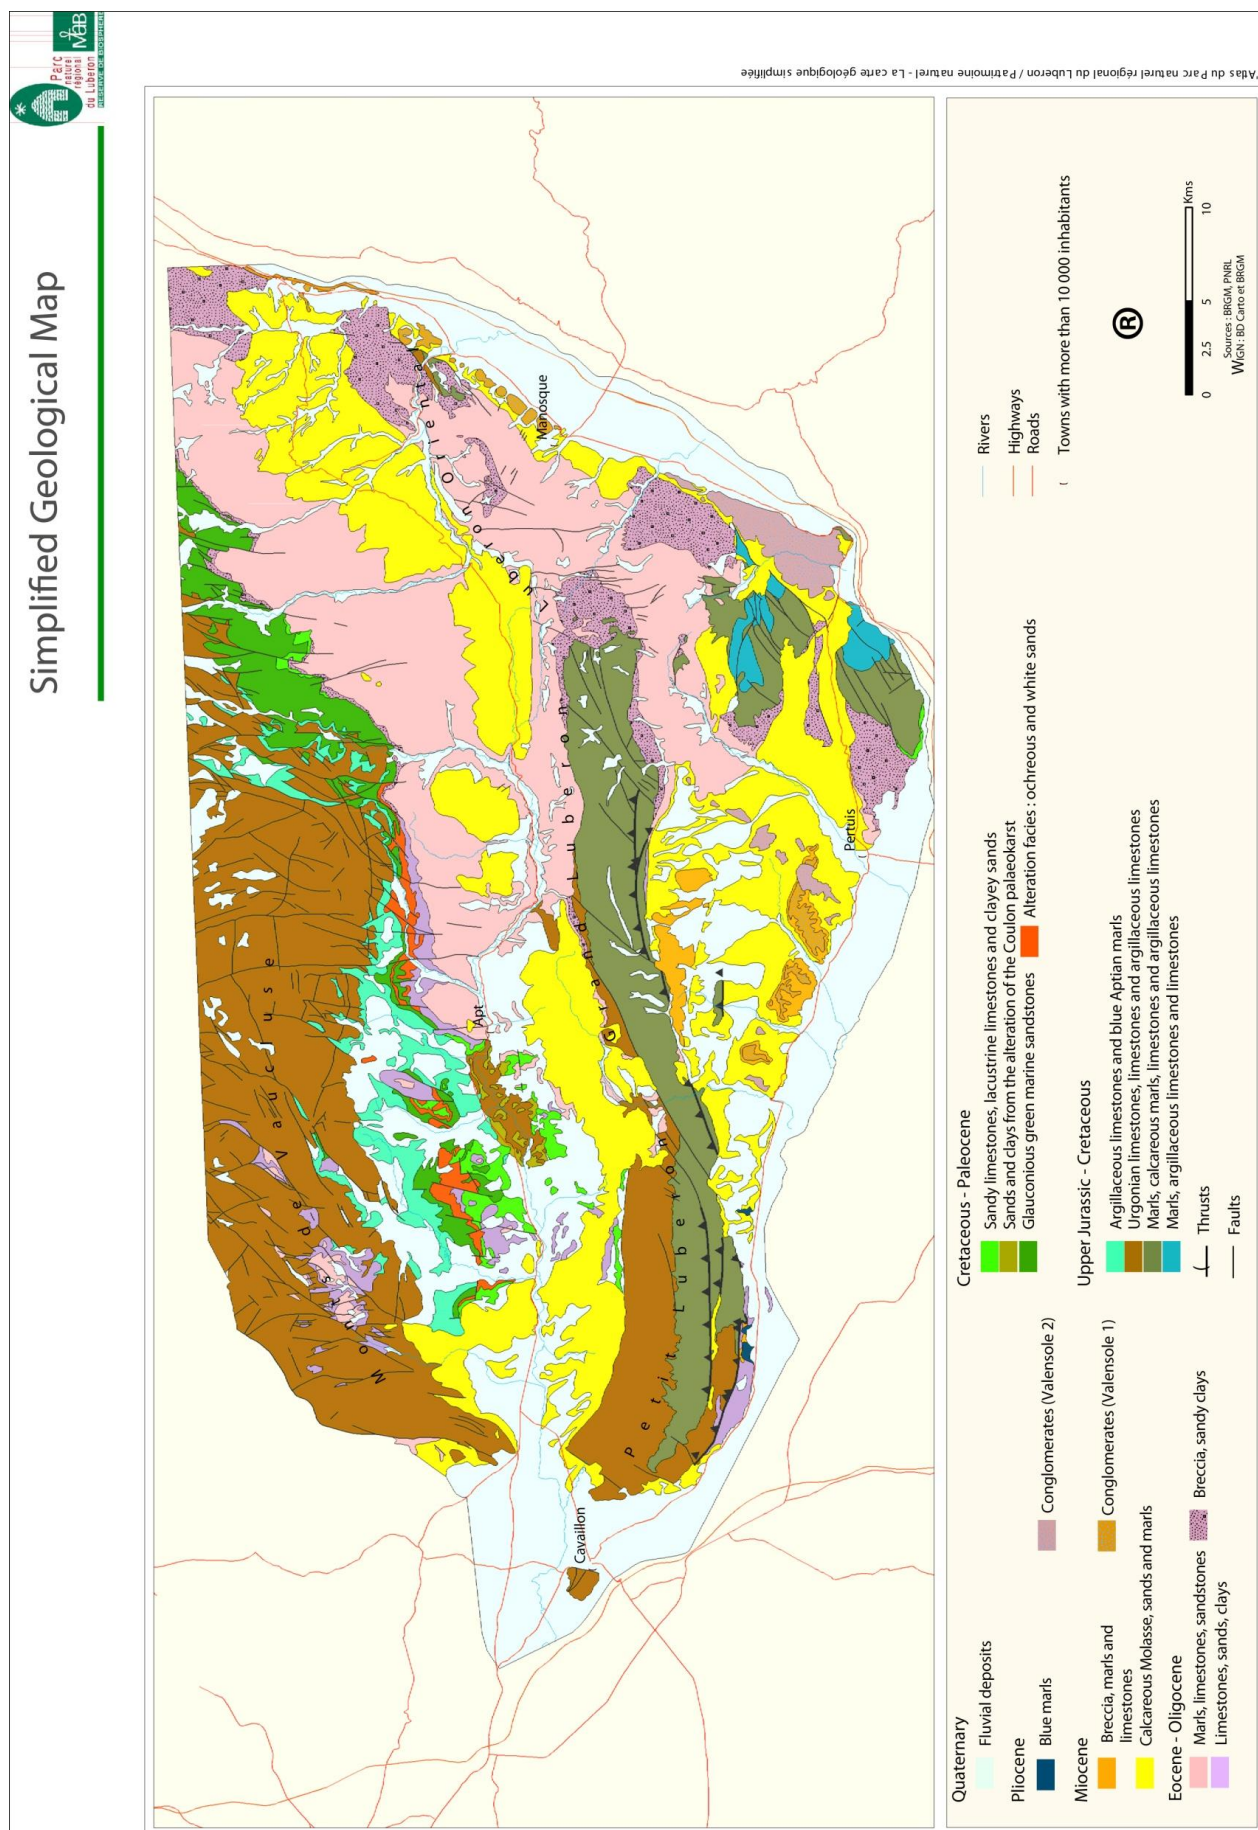 Parc
naturel
régional
du Luberon
MaB
RESERVE DE BIOSPHERE
Simplified Geological Map
Atlas du Parc naturel régional du Luberon / Patrimoine naturel - La carte géologique simplifiée
Monts de Vaucluse
Luberon Oriental
Manosque
Apt
Grand Luberon
Petit Luberon
Pertuis
Cavaillon
Quaternary
Fluvial deposits
Pliocene
Blue marls
Conglomerates (Valensole 2)
Miocene
Breccia, marls and
limestones
Conglomerates (Valensole 1)
Calcareous Molasse, sands and marls
Eocene - Oligocene
Marls, limestones, sandstones
Breccia, sandy clays
Limestones, sands, clays
Cretaceous - Paleocene
Sandy limestones, lacustrine limestones and clayey sands
Sands and clays from the alteration of the Coulon palaeokarst
Glauconious green marine sandstones
Alteration facies : ochreous and white sands
Upper Jurassic - Cretaceous
Argillaceous limestones and blue Aptian marls
Urgonian limestones, limestones and argillaceous limestones
Marls, calcareous marls, limestones and argillaceous limestones
Marls, argillaceous limestones and limestones
Thrusts
Faults
Rivers
Highways
Roads
Towns with more than 10 000 inhabitants
®
0 2.5 5 10 Kms
Sources : BRGM, PNRL
WIGN : BD Carto et BRGM